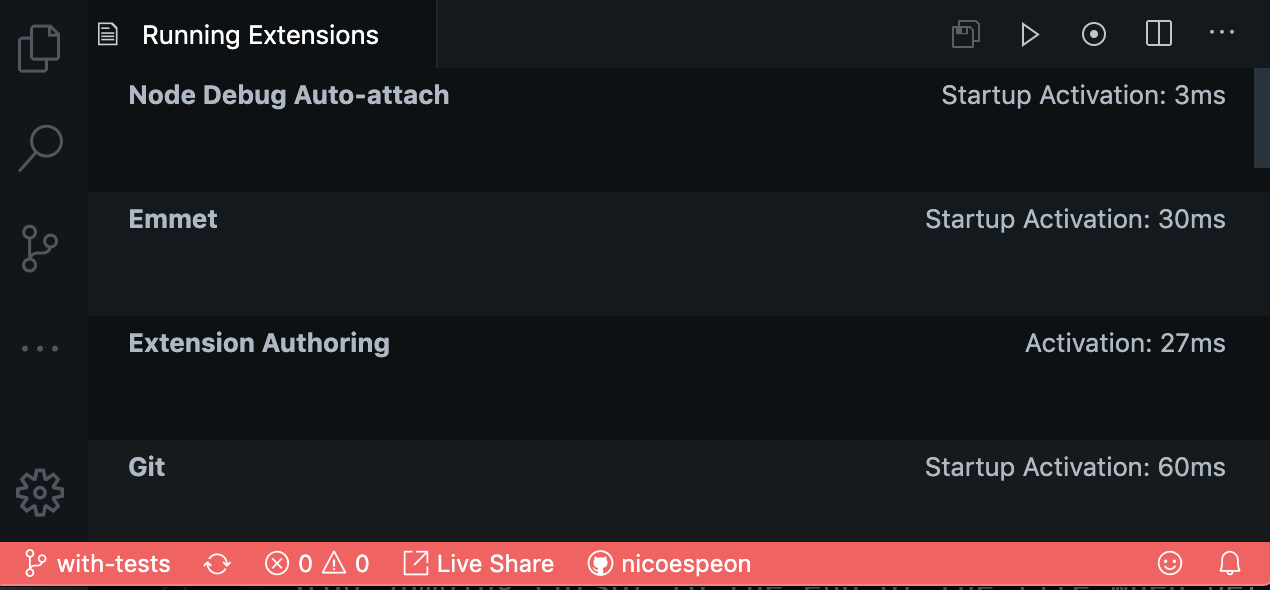 Running Extensions
Node Debug Auto-attach Startup Activation: 3ms
Emmet Startup Activation: 30ms
Extension Authoring Activation: 27ms
Git Startup Activation: 60ms
with-tests 0 0 Live Share nicoespeon